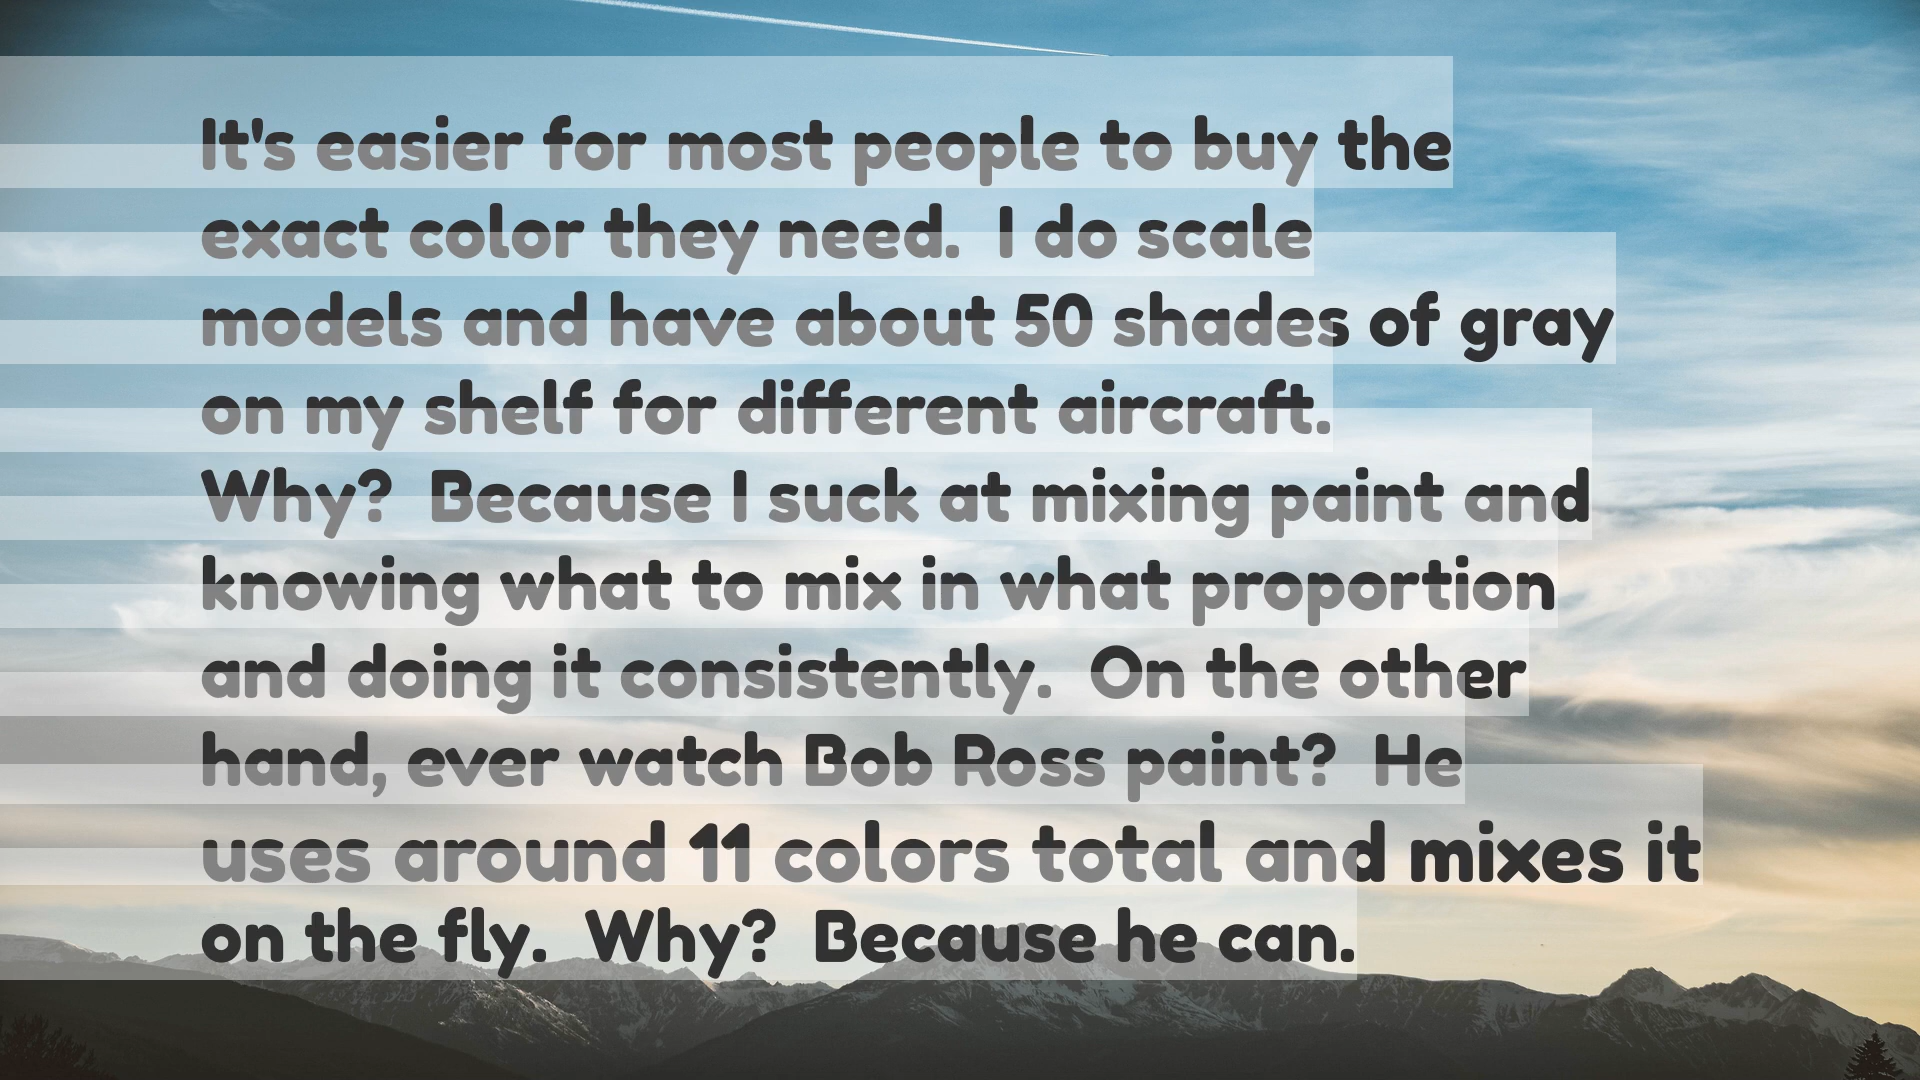 It's easier for most people to buy the
exact color they need.  I do scale
models and have about 50 shades of gray
on my shelf for different aircraft.
Why?  Because I suck at mixing paint and
knowing what to mix in what proportion
and doing it consistently.  On the other
hand, ever watch Bob Ross paint?  He
uses around 11 colors total and mixes it
on the fly.  Why?  Because he can.